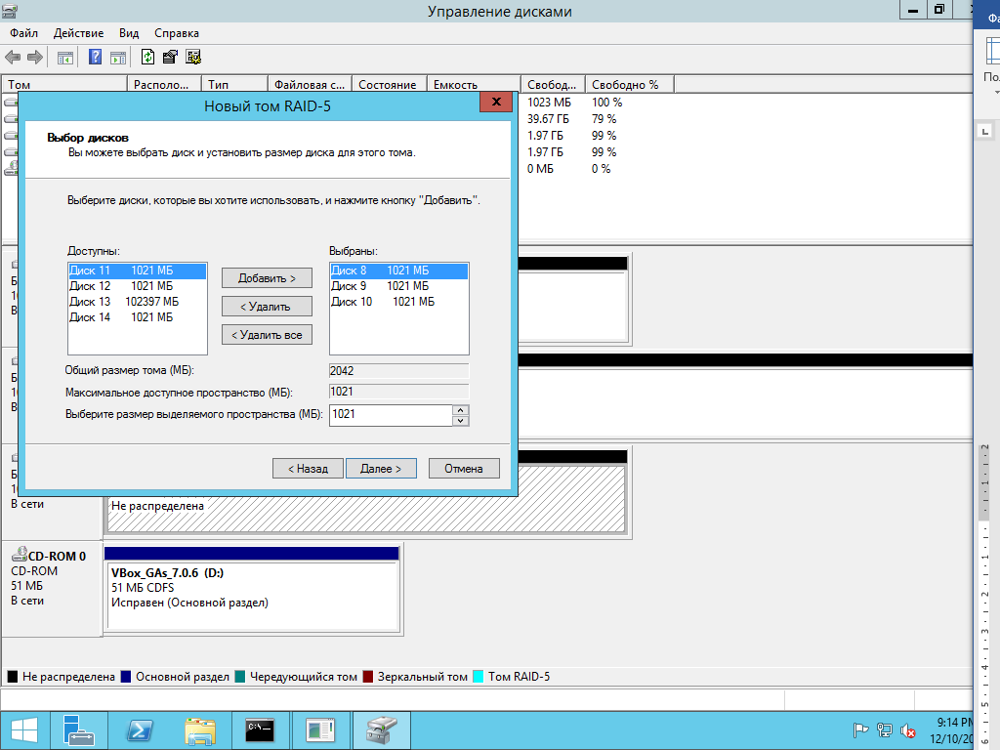 Управление дисками
Файл Действие Вид Справка
Том Располо... Тип Файловая с... Состояние Емкость Свобод... Свободно %
1023 МБ 100 %
39.67 ГБ 79 %
1.97 ГБ 99 %
1.97 ГБ 99 %
0 МБ 0 %
Новый том RAID-5
Выбор дисков
Вы можете выбрать диск и установить размер диска для этого тома.
Выберите диски, которые вы хотите использовать, и нажмите кнопку "Добавить".
Доступны: Выбраны:
Диск 11 1021 МБ Добавить > Диск 8 1021 МБ
Диск 12 1021 МБ Диск 9 1021 МБ
Диск 13 102397 МБ < Удалить Диск 10 1021 МБ
Диск 14 1021 МБ
< Удалить все
Общий размер тома (МБ): 2042
Максимальное доступное пространство (МБ): 1021
Выберите размер выделяемого пространства (МБ): 1021
< Назад Далее > Отмена
В сети
Не распределена
CD-ROM 0
CD-ROM
51 МБ
В сети
VBox_GAs_7.0.6 (D:)
51 МБ CDFS
Исправен (Основной раздел)
Не распределена Основной раздел Чередующийся том Зеркальный том Том RAID-5
9:14 PM
12/10/20